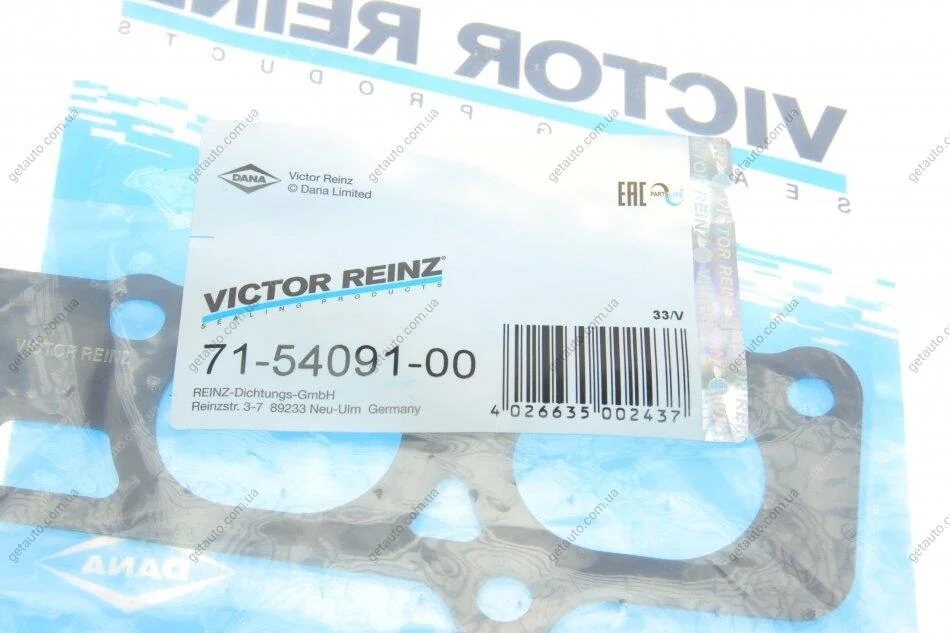 VICTOR REINZ
SEALING PRODUCTS
DANA
Victor Reinz
© Dana Limited
EAC
PARTSLIFE
VICTOR REINZ®
SEALING PRODUCTS
33/V
71-54091-00
REINZ-Dichtungs-GmbH
Reinzstr. 3-7 89233 Neu-Ulm Germany
4 026635 002437
VICTOR REINZ
DANA
getauto.com.ua